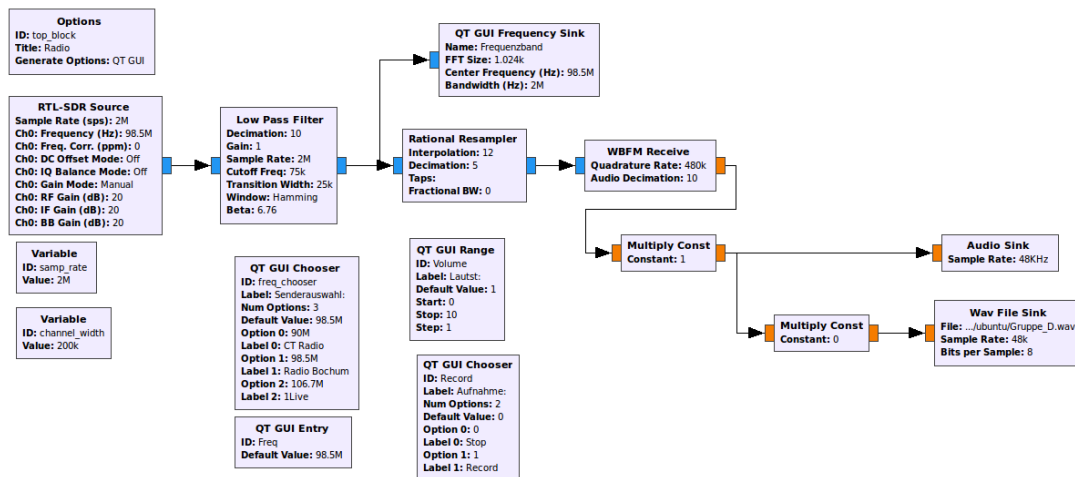 Options
ID: top_block
Title: Radio
Generate Options: QT GUI
QT GUI Frequency Sink
Name: Frequenzband
FFT Size: 1.024k
Center Frequency (Hz): 98.5M
Bandwidth (Hz): 2M
RTL-SDR Source
Sample Rate (sps): 2M
Ch0: Frequency (Hz): 98.5M
Ch0: Freq. Corr. (ppm): 0
Ch0: DC Offset Mode: Off
Ch0: IQ Balance Mode: Off
Ch0: Gain Mode: Manual
Ch0: RF Gain (dB): 20
Ch0: IF Gain (dB): 20
Ch0: BB Gain (dB): 20
Low Pass Filter
Decimation: 10
Gain: 1
Sample Rate: 2M
Cutoff Freq: 75k
Transition Width: 25k
Window: Hamming
Beta: 6.76
Rational Resampler
Interpolation: 12
Decimation: 5
Taps:
Fractional BW: 0
WBFM Receive
Quadrature Rate: 480k
Audio Decimation: 10
Variable
ID: samp_rate
Value: 2M
Variable
ID: channel_width
Value: 200k
QT GUI Chooser
ID: freq_chooser
Label: Senderauswahl:
Num Options: 3
Default Value: 98.5M
Option 0: 90M
Label 0: CT Radio
Option 1: 98.5M
Label 1: Radio Bochum
Option 2: 106.7M
Label 2: 1Live
QT GUI Entry
ID: Freq
Default Value: 98.5M
QT GUI Range
ID: Volume
Label: Lautst:
Default Value: 1
Start: 0
Stop: 10
Step: 1
QT GUI Chooser
ID: Record
Label: Aufnahme:
Num Options: 2
Default Value: 0
Option 0: 0
Label 0: Stop
Option 1: 1
Label 1: Record
Multiply Const
Constant: 1
Audio Sink
Sample Rate: 48KHz
Multiply Const
Constant: 0
Wav File Sink
File: .../ubuntu/Gruppe_D.wav
Sample Rate: 48k
Bits per Sample: 8